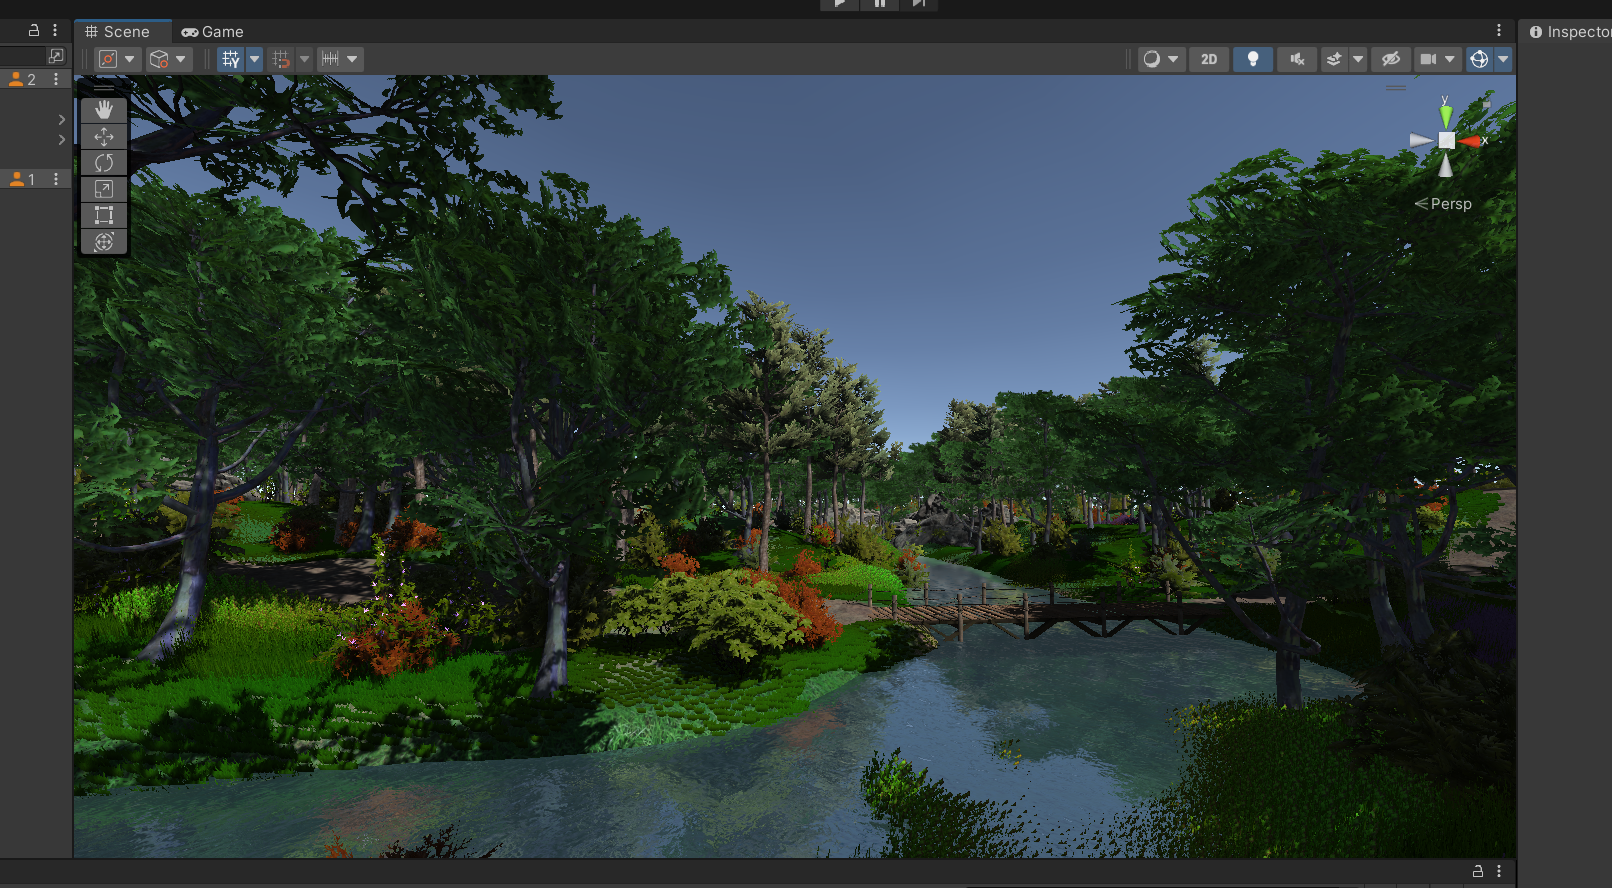 Scene
Game
Inspector
2D
2
1
y
x
Persp
Y